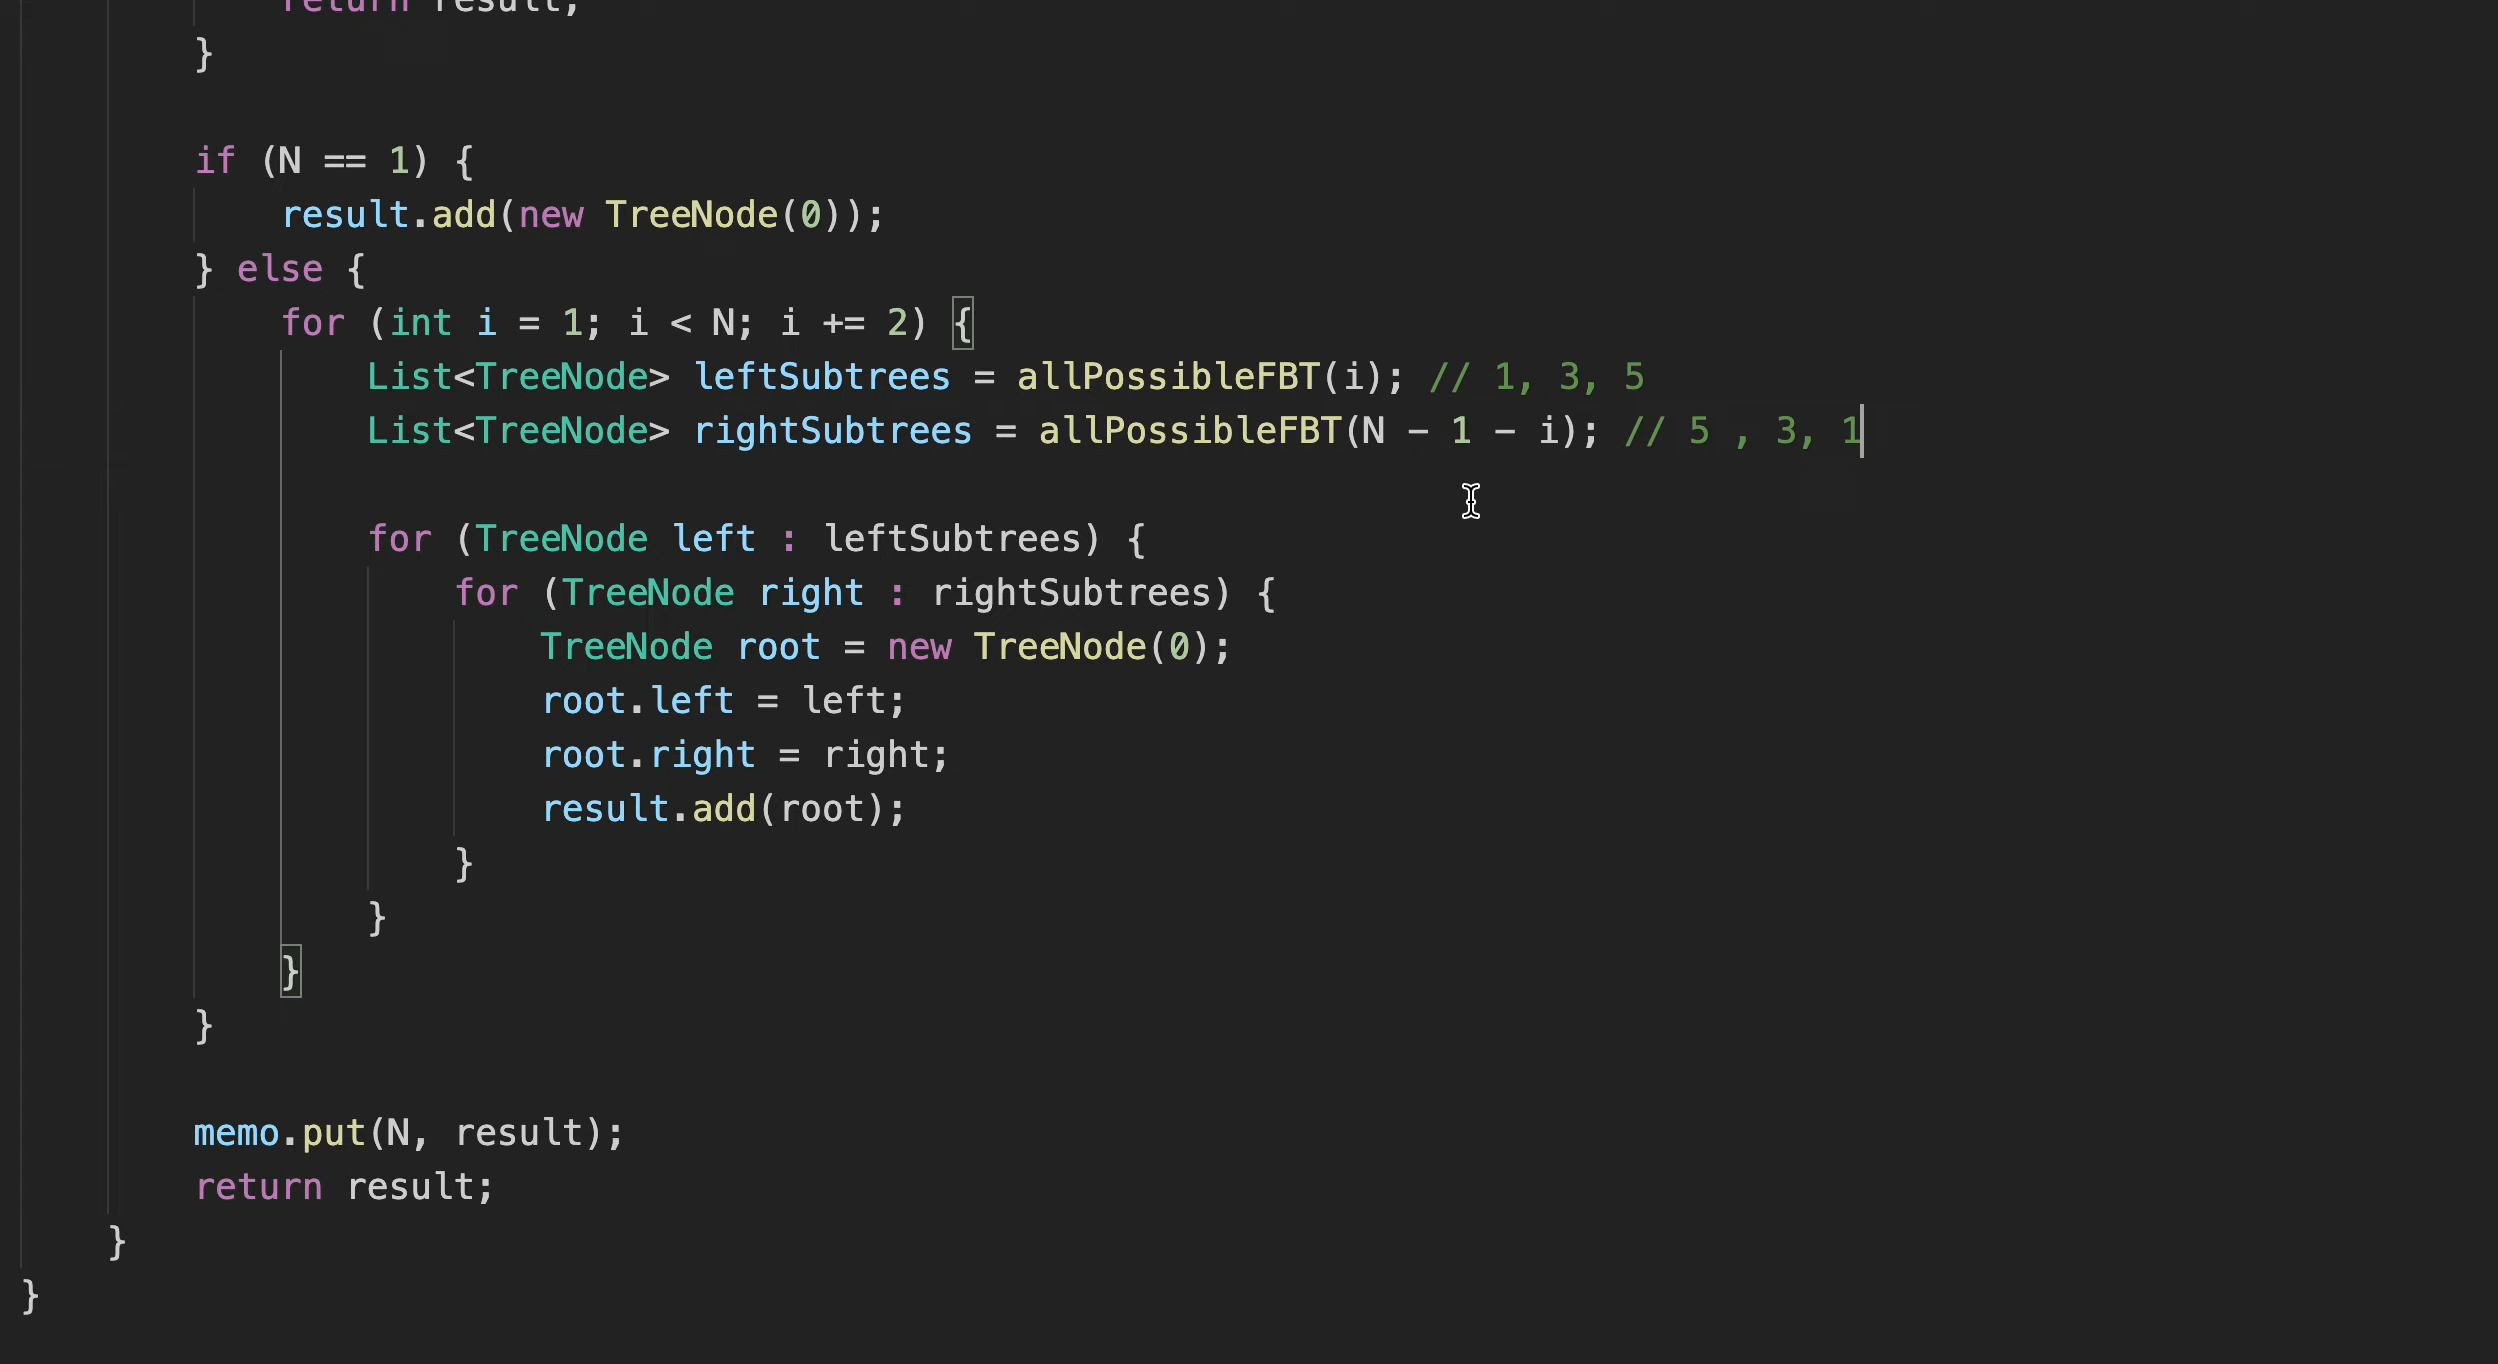 return result;
}
if (N == 1) {
result.add(new TreeNode(0));
} else {
for (int i = 1; i < N; i += 2) {
List<TreeNode> leftSubtrees = allPossibleFBT(i); // 1, 3, 5
List<TreeNode> rightSubtrees = allPossibleFBT(N - 1 - i); // 5 , 3, 1
for (TreeNode left : leftSubtrees) {
for (TreeNode right : rightSubtrees) {
TreeNode root = new TreeNode(0);
root.left = left;
root.right = right;
result.add(root);
}
}
}
}
memo.put(N, result);
return result;
}
}